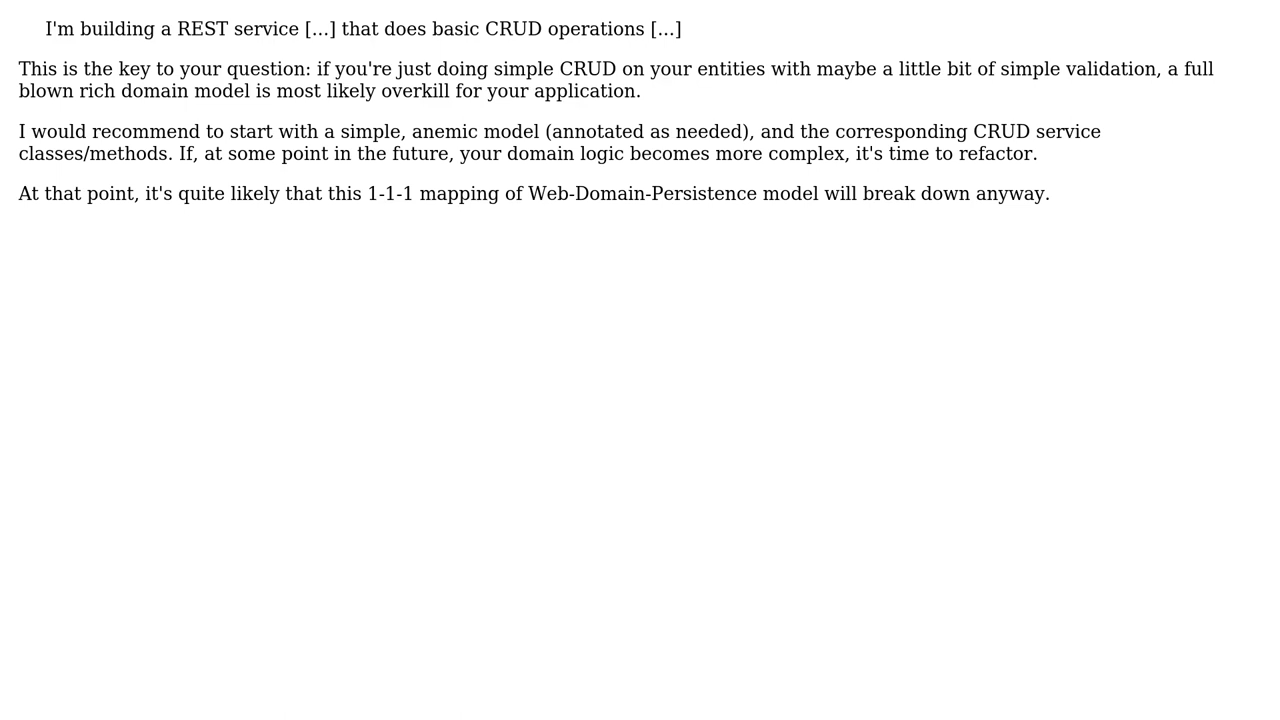 I'm building a REST service [...] that does basic CRUD operations [...]
This is the key to your question: if you're just doing simple CRUD on your entities with maybe a little bit of simple validation, a full
blown rich domain model is most likely overkill for your application.
I would recommend to start with a simple, anemic model (annotated as needed), and the corresponding CRUD service
classes/methods. If, at some point in the future, your domain logic becomes more complex, it's time to refactor.
At that point, it's quite likely that this 1-1-1 mapping of Web-Domain-Persistence model will break down anyway.